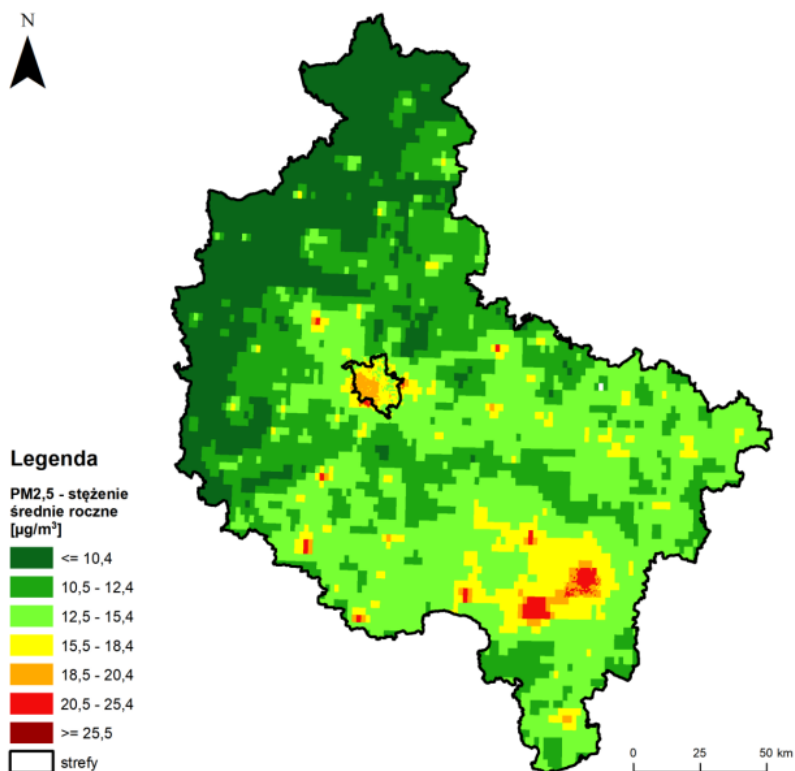 N
Legenda
PM2,5 - stężenie
średnie roczne
[µg/m³]
<= 10,4
10,5 - 12,4
12,5 - 15,4
15,5 - 18,4
18,5 - 20,4
20,5 - 25,4
>= 25,5
strefy
0 25 50 km